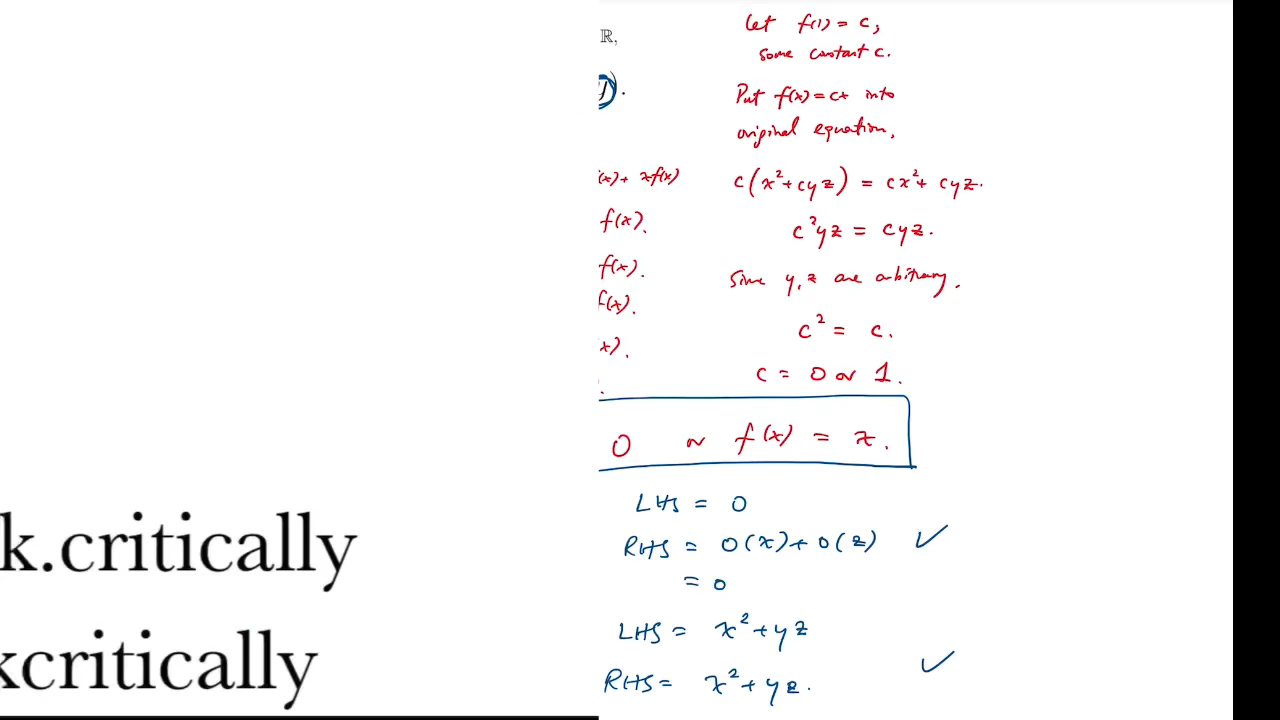 ℝ,
).
Let f(1) = c,
some constant c.
Put f(x) = cx into
original equation,
(x) + zf(x)
c(x² + cyz) = cx² + cyz.
f(x).
c²yz = cyz.
f(x).
Since y, z are arbitrary.
f(x).
c² = c.
x).
c = 0 or 1.
0 or f(x) = x.
LHS = 0
RHS = 0(x) + 0(z) ✓
= 0
k.critically
LHS = x² + yz
kcritically
RHS = x² + yz. ✓